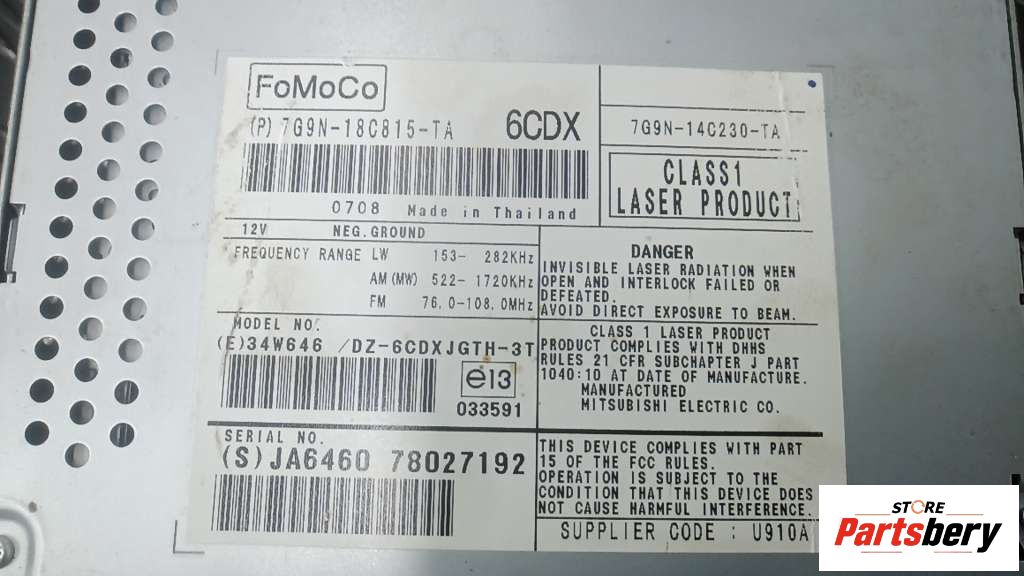 FoMoCo
(P) 7G9N-18C815-TA 6CDX
0708 Made in Thailand
7G9N-14C230-TA
CLASS1
LASER PRODUCT
12V NEG.GROUND
FREQUENCY RANGE LW 153- 282KHz
AM (MW) 522-1720KHz
FM 76.0-108.0MHz
MODEL NO.
(E)34W646 /DZ-6CDXJGTH-3T
e13
033591
SERIAL NO.
(S)JA6460 78027192
DANGER
INVISIBLE LASER RADIATION WHEN
OPEN AND INTERLOCK FAILED OR
DEFEATED.
AVOID DIRECT EXPOSURE TO BEAM.
CLASS 1 LASER PRODUCT
PRODUCT COMPLIES WITH DHHS
RULES 21 CFR SUBCHAPTER J PART
1040:10 AT DATE OF MANUFACTURE.
MANUFACTURED
MITSUBISHI ELECTRIC CO.
THIS DEVICE COMPLIES WITH PART
15 OF THE FCC RULES.
OPERATION IS SUBJECT TO THE
CONDITION THAT THIS DEVICE DOES
NOT CAUSE HARMFUL INTERFERENCE.
SUPPLIER CODE : U910A
STORE
Partsbery